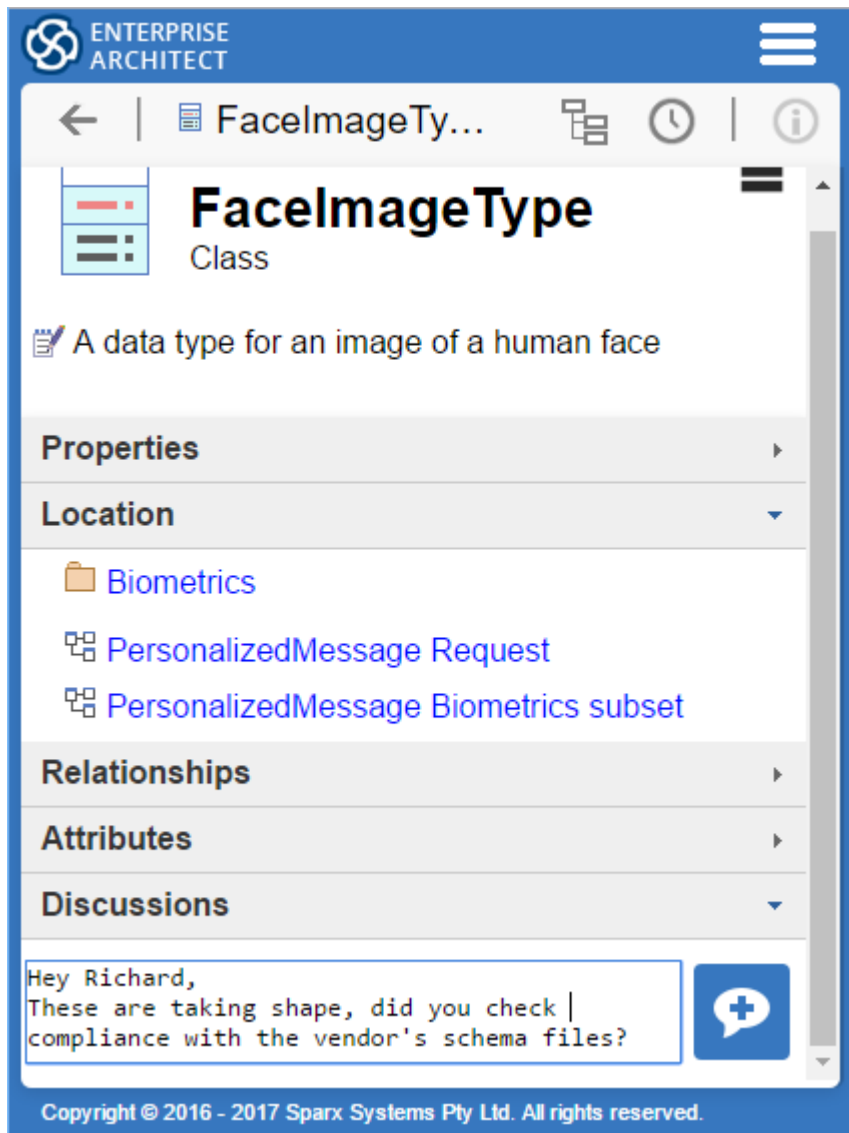 ENTERPRISE
ARCHITECT
FaceImageTy...
FaceImageType
Class
A data type for an image of a human face
Properties
Location
Biometrics
PersonalizedMessage Request
PersonalizedMessage Biometrics subset
Relationships
Attributes
Discussions
Hey Richard,
These are taking shape, did you check
compliance with the vendor's schema files?
Copyright © 2016 - 2017 Sparx Systems Pty Ltd. All rights reserved.